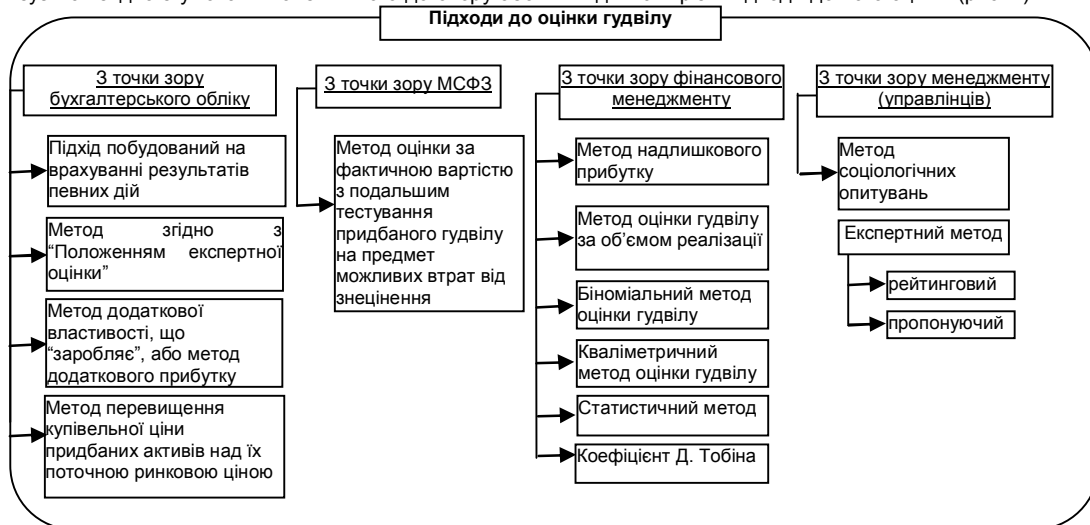 Підходи до оцінки гудвілу
З точки зору
бухгалтерського обліку
Підхід побудований на
врахуванні результатів
певних дій
Метод згідно з
“Положенням експертної
оцінки”
Метод додаткової
властивості, що
“заробляє”, або метод
додаткового прибутку
Метод перевищення
купівельної ціни
придбаних активів над їх
поточною ринковою ціною
З точки зору МСФЗ
Метод оцінки за
фактичною вартістю
з подальшим
тестування
придбаного гудвілу
на предмет
можливих втрат від
знецінення
З точки зору фінансового
менеджменту
Метод надлишкового
прибутку
Метод оцінки гудвілу
за об’ємом реалізації
Біноміальний метод
оцінки гудвілу
Кваліметричний
метод оцінки гудвілу
Статистичний метод
Коефіцієнт Д. Тобіна
З точки зору менеджменту
(управлінців)
Метод
соціологічних
опитувань
Експертний метод
рейтинговий
пропонуючий